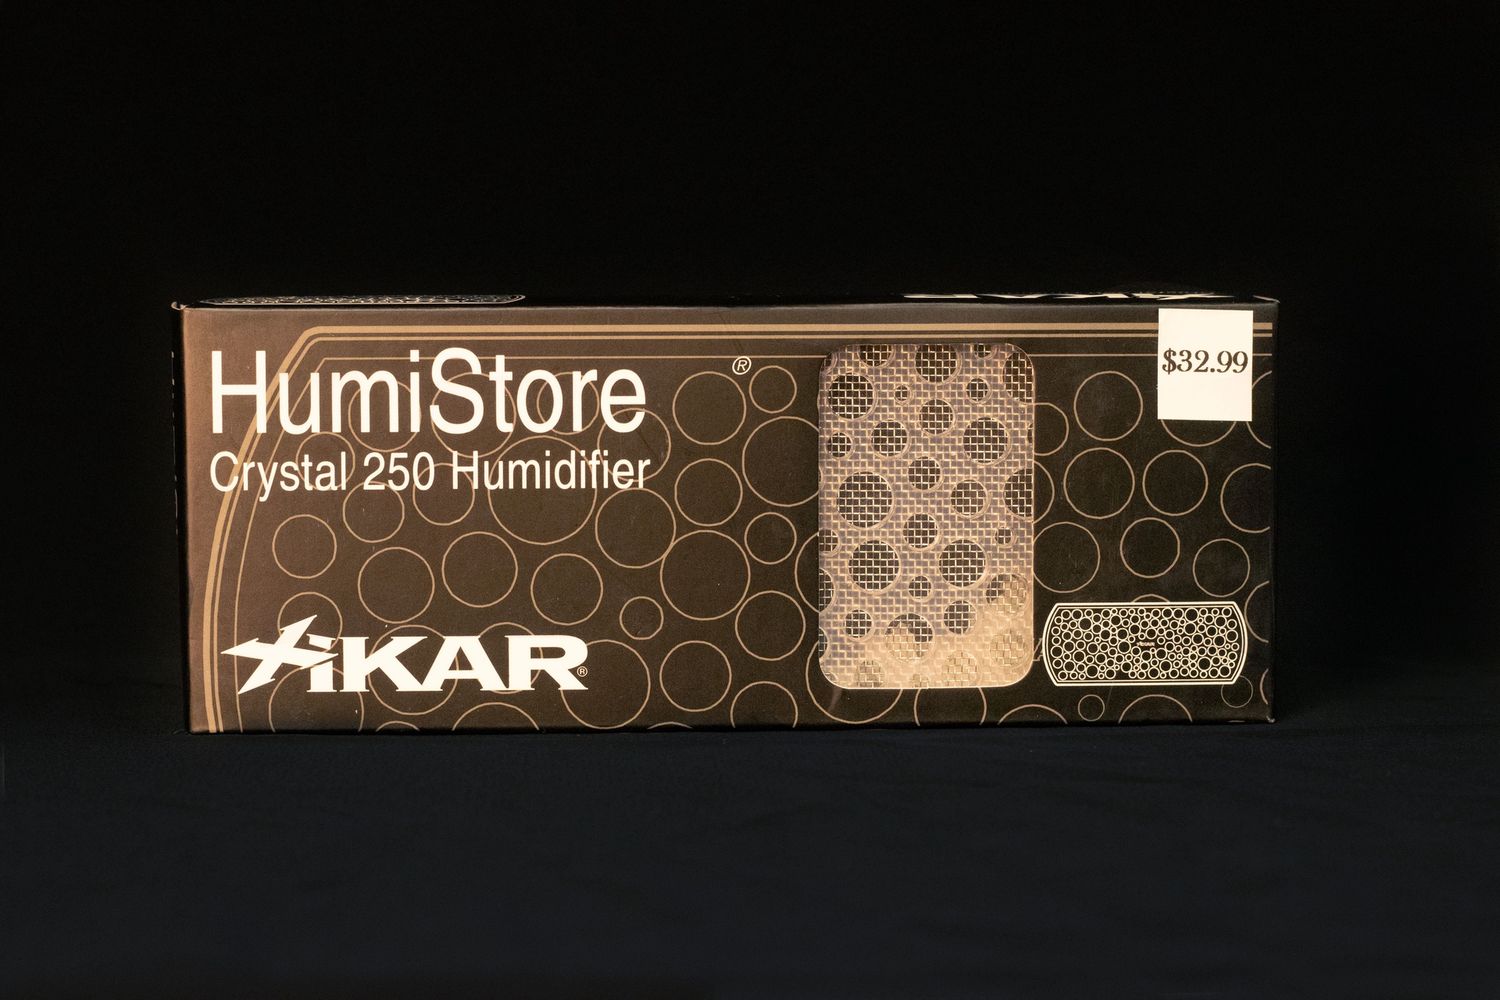 HumiStore
®
Crystal 250 Humidifier
XIKAR®
$32.99